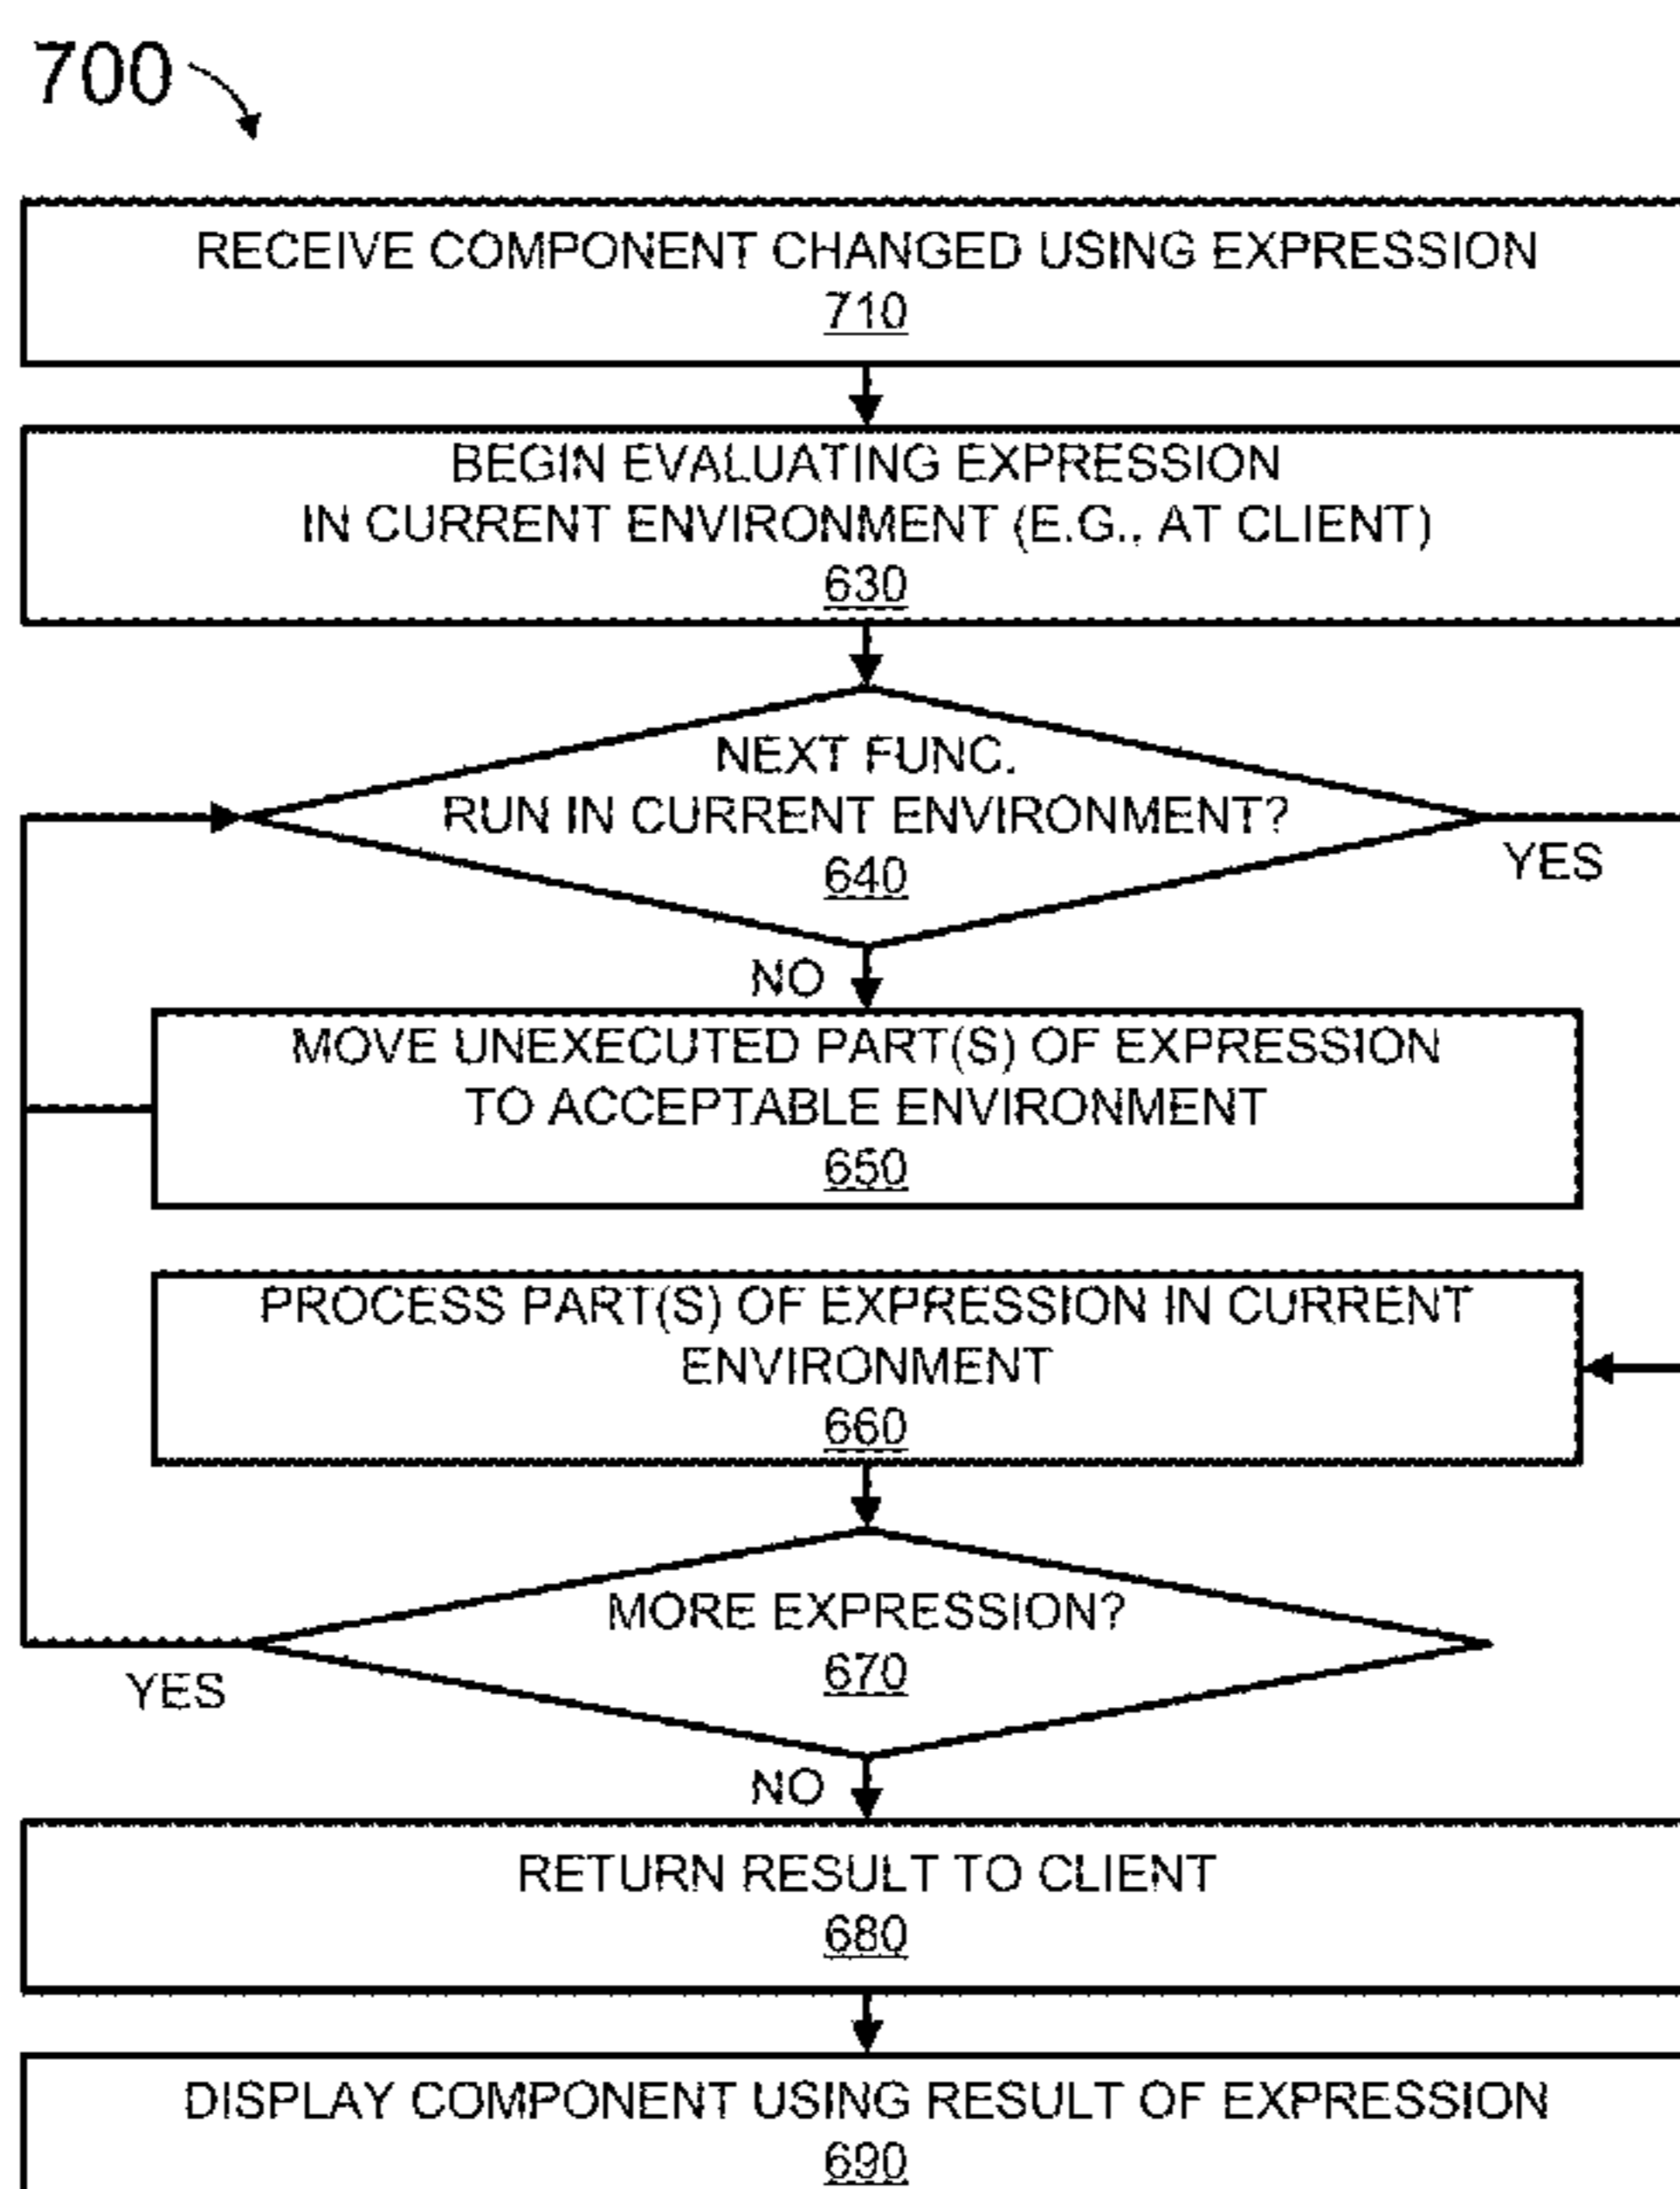 700
RECEIVE COMPONENT CHANGED USING EXPRESSION
710
BEGIN EVALUATING EXPRESSION
IN CURRENT ENVIRONMENT (E.G., AT CLIENT)
630
NEXT FUNC.
RUN IN CURRENT ENVIRONMENT?
640
YES
NO
MOVE UNEXECUTED PART(S) OF EXPRESSION
TO ACCEPTABLE ENVIRONMENT
650
PROCESS PART(S) OF EXPRESSION IN CURRENT
ENVIRONMENT
660
MORE EXPRESSION?
670
YES
NO
RETURN RESULT TO CLIENT
680
DISPLAY COMPONENT USING RESULT OF EXPRESSION
690